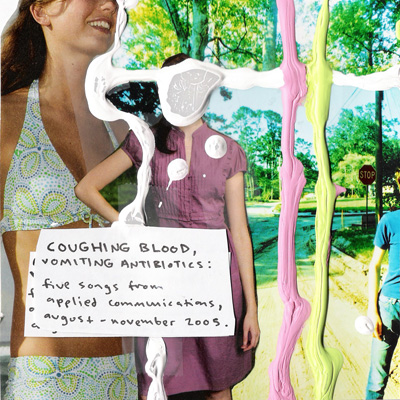 COUGHING BLOOD,
VOMITING ANTIBIOTICS:
five songs from
applied communications,
august - november 2005.
STOP